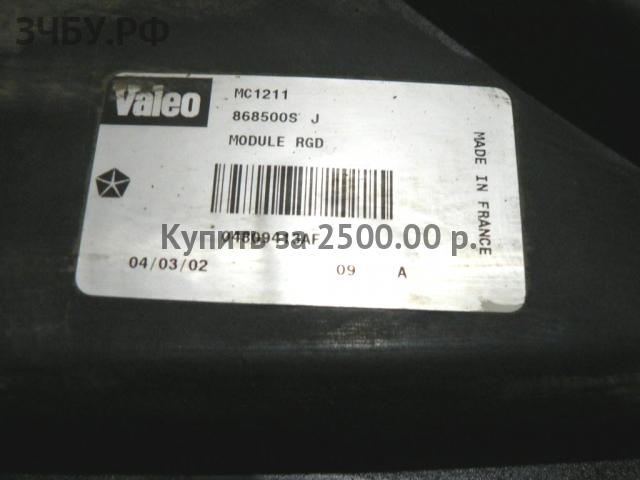 ЗЧБУ.РФ
Valeo
MC1211
868500S J
MODULE RGD
MADE IN FRANCE
Купить за 2500.00 р.
04/03/02 09 A